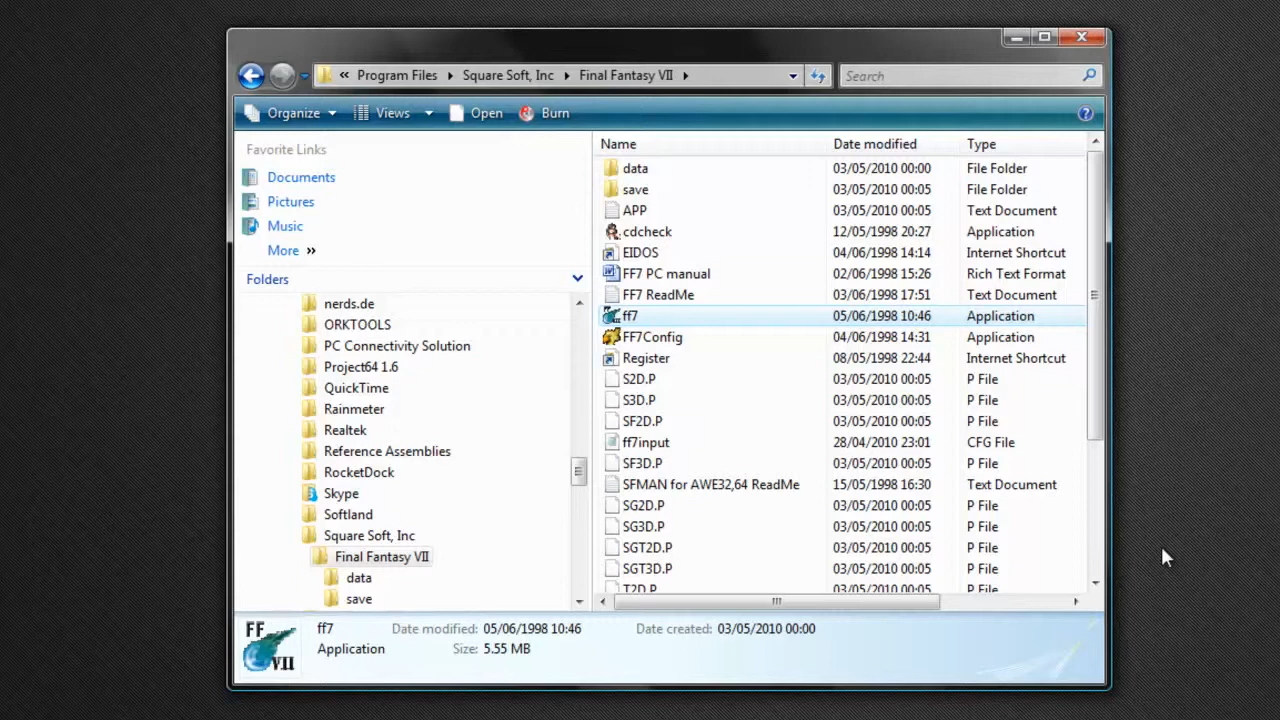 « Program Files Square Soft, Inc Final Fantasy VII Search
Organize Views Open Burn ?
Favorite Links
Documents
Pictures
Music
More »
Folders
nerds.de
ORKTOOLS
PC Connectivity Solution
Project64 1.6
QuickTime
Rainmeter
Realtek
Reference Assemblies
RocketDock
Skype
Softland
Square Soft, Inc
Final Fantasy VII
data
save
Name Date modified Type
data 03/05/2010 00:00 File Folder
save 03/05/2010 00:05 File Folder
APP 03/05/2010 00:05 Text Document
cdcheck 12/05/1998 20:27 Application
EIDOS 04/06/1998 14:14 Internet Shortcut
FF7 PC manual 02/06/1998 15:26 Rich Text Format
FF7 ReadMe 03/06/1998 17:51 Text Document
ff7 05/06/1998 10:46 Application
FF7Config 04/06/1998 14:31 Application
Register 08/05/1998 22:44 Internet Shortcut
S2D.P 03/05/2010 00:05 P File
S3D.P 03/05/2010 00:05 P File
SF2D.P 03/05/2010 00:05 P File
ff7input 28/04/2010 23:01 CFG File
SF3D.P 03/05/2010 00:05 P File
SFMAN for AWE32,64 ReadMe 15/05/1998 16:30 Text Document
SG2D.P 03/05/2010 00:05 P File
SG3D.P 03/05/2010 00:05 P File
SGT2D.P 03/05/2010 00:05 P File
SGT3D.P 03/05/2010 00:05 P File
T2D.P 03/05/2010 00:05 P File
FF VII
ff7 Date modified: 05/06/1998 10:46 Date created: 03/05/2010 00:00
Application Size: 5.55 MB